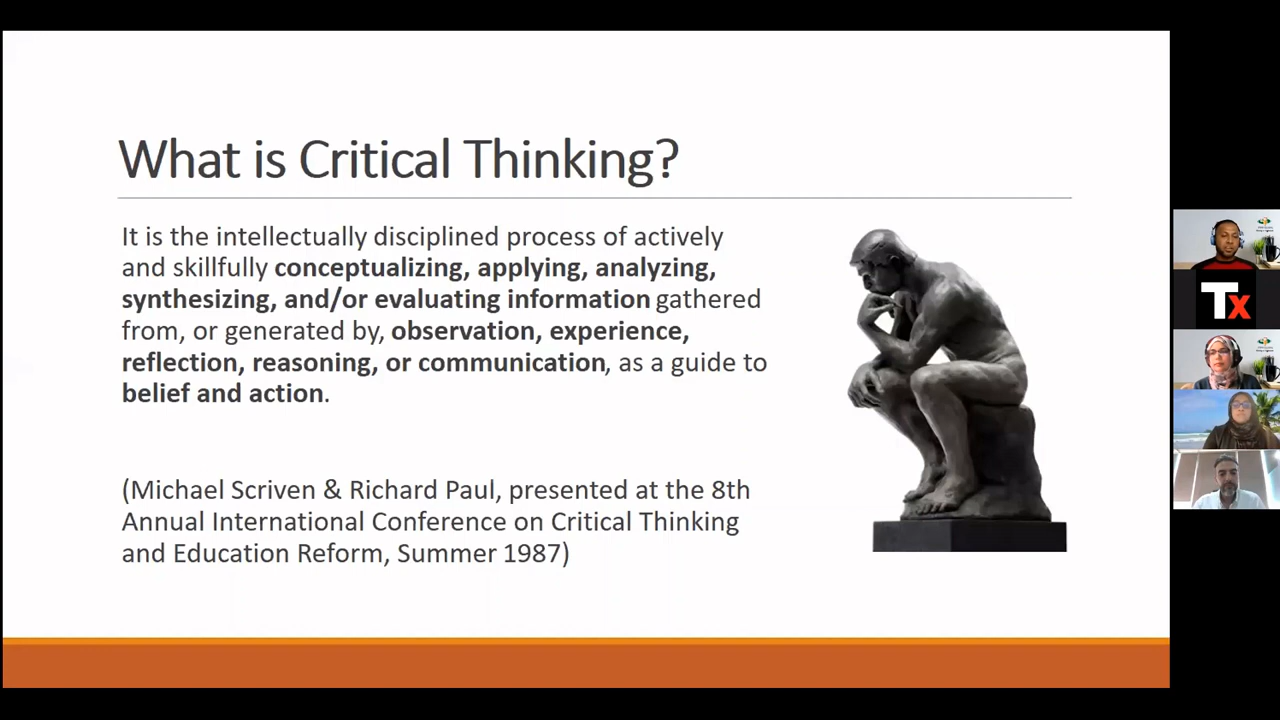 What is Critical Thinking?
It is the intellectually disciplined process of actively
and skillfully conceptualizing, applying, analyzing,
synthesizing, and/or evaluating information gathered
from, or generated by, observation, experience,
reflection, reasoning, or communication, as a guide to
belief and action.
(Michael Scriven & Richard Paul, presented at the 8th
Annual International Conference on Critical Thinking
and Education Reform, Summer 1987)
Tx